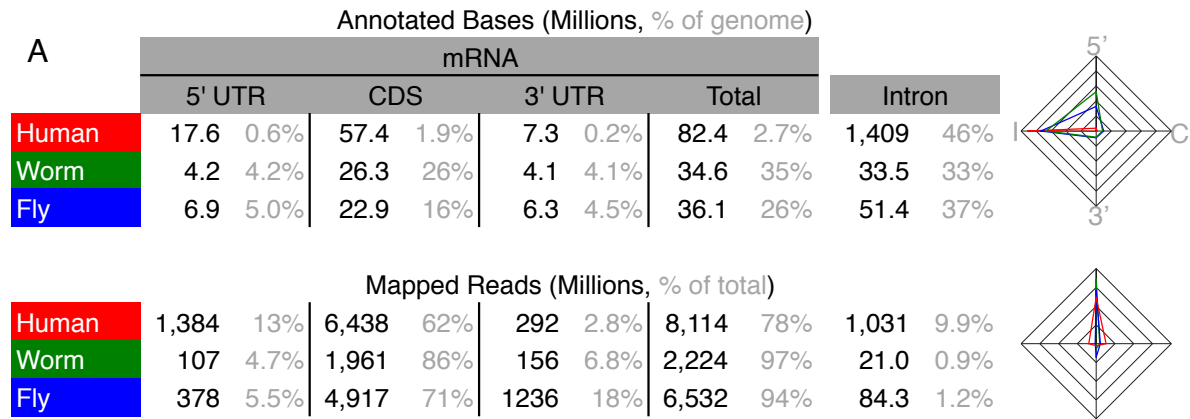 Annotated Bases (Millions, % of genome)
A
mRNA
5' UTR CDS 3' UTR Total Intron
Human 17.6 0.6% 57.4 1.9% 7.3 0.2% 82.4 2.7% 1,409 46%
Worm 4.2 4.2% 26.3 26% 4.1 4.1% 34.6 35% 33.5 33%
Fly 6.9 5.0% 22.9 16% 6.3 4.5% 36.1 26% 51.4 37%
5'
I C
3'
Mapped Reads (Millions, % of total)
Human 1,384 13% 6,438 62% 292 2.8% 8,114 78% 1,031 9.9%
Worm 107 4.7% 1,961 86% 156 6.8% 2,224 97% 21.0 0.9%
Fly 378 5.5% 4,917 71% 1236 18% 6,532 94% 84.3 1.2%